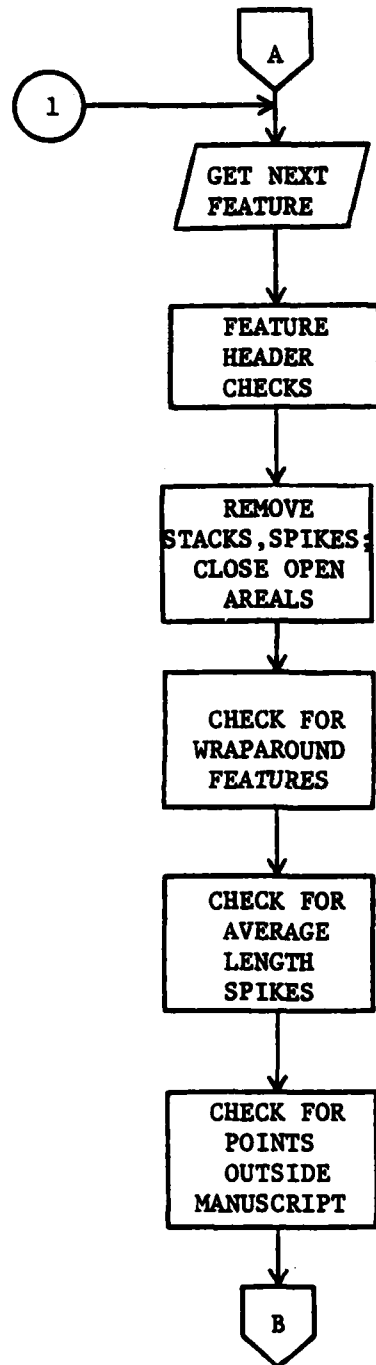 A
1
GET NEXT
FEATURE
FEATURE
HEADER
CHECKS
REMOVE
STACKS,SPIKES;
CLOSE OPEN
AREALS
CHECK FOR
WRAPAROUND
FEATURES
CHECK FOR
AVERAGE
LENGTH
SPIKES
CHECK FOR
POINTS
OUTSIDE
MANUSCRIPT
B